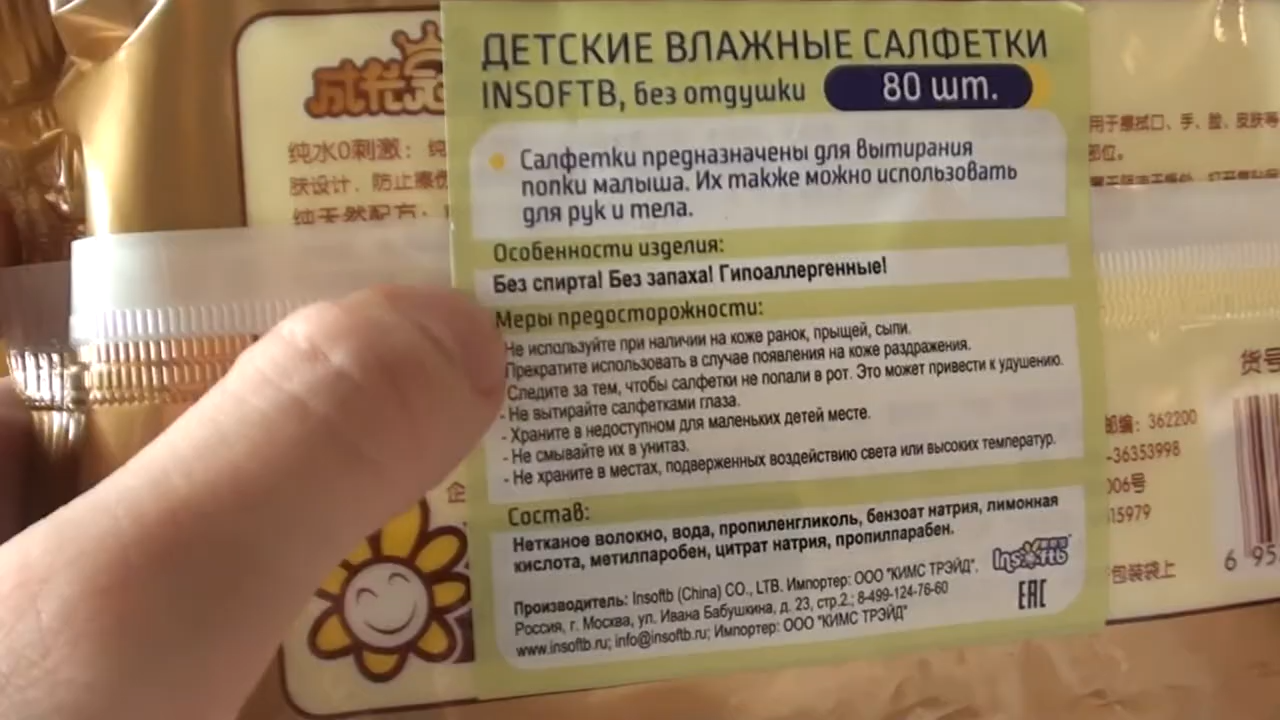 ДЕТСКИЕ ВЛАЖНЫЕ САЛФЕТКИ
INSOFTB, без отдушки 80 шт.
Салфетки предназначены для вытирания
попки малыша. Их также можно использовать
для рук и тела.
Особенности изделия:
Без спирта! Без запаха! Гипоаллергенные!
Меры предосторожности:
Не используйте при наличии на коже ранок, прыщей, сыпи.
Прекратите использовать в случае появления на коже раздражения.
Следите за тем, чтобы салфетки не попали в рот. Это может привести к удушению.
- Не вытирайте салфетками глаза.
- Храните в недоступном для маленьких детей месте.
- Не смывайте их в унитаз.
- Не храните в местах, подверженных воздействию света или высоких температур.
Состав:
Нетканое волокно, вода, пропиленгликоль, бензоат натрия, лимонная
кислота, метилпаробен, цитрат натрия, пропилпарабен.
Insoftb
Производитель: Insoftb (China) CO., LTB. Импортер: ООО "КИМС ТРЭЙД",
Россия, г. Москва, ул. Ивана Бабушкина, д. 23, стр.2.; 8-499-124-76-60
www.insoftb.ru; info@insoftb.ru; Импортер: ООО "КИМС ТРЭЙД"
EAC
成长
纯水0刺激: 纯
肤设计, 防止擦伤
纯天然配方:
企
用于擦拭口、手、脸、皮肤等
部位。
货号
邮编: 362200
-36353998
006号
15979
包装袋上
6 95